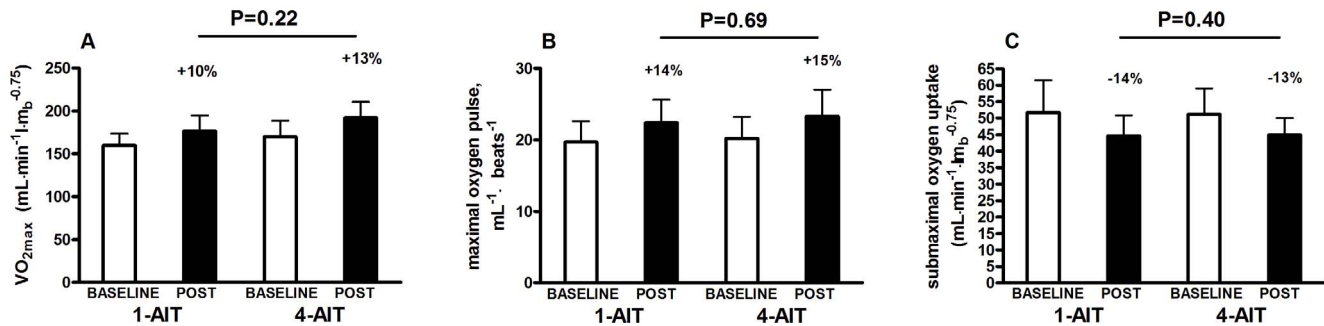 A
P=0.22
+10%
+13%
VO2max (mL·min-1l·mb-0.75)
250
200
150
100
50
0
BASELINE POST BASELINE POST
1-AIT 4-AIT
B
P=0.69
+14%
+15%
maximal oxygen pulse,
mL-1· beats-1
30
20
10
0
BASELINE POST BASELINE POST
1-AIT 4-AIT
C
P=0.40
-14%
-13%
submaximal oxygen uptake
(mL·min-1·lmb-0.75)
65
60
55
50
45
40
35
30
25
20
15
10
5
0
BASELINE POST BASELINE POST
1-AIT 4-AIT